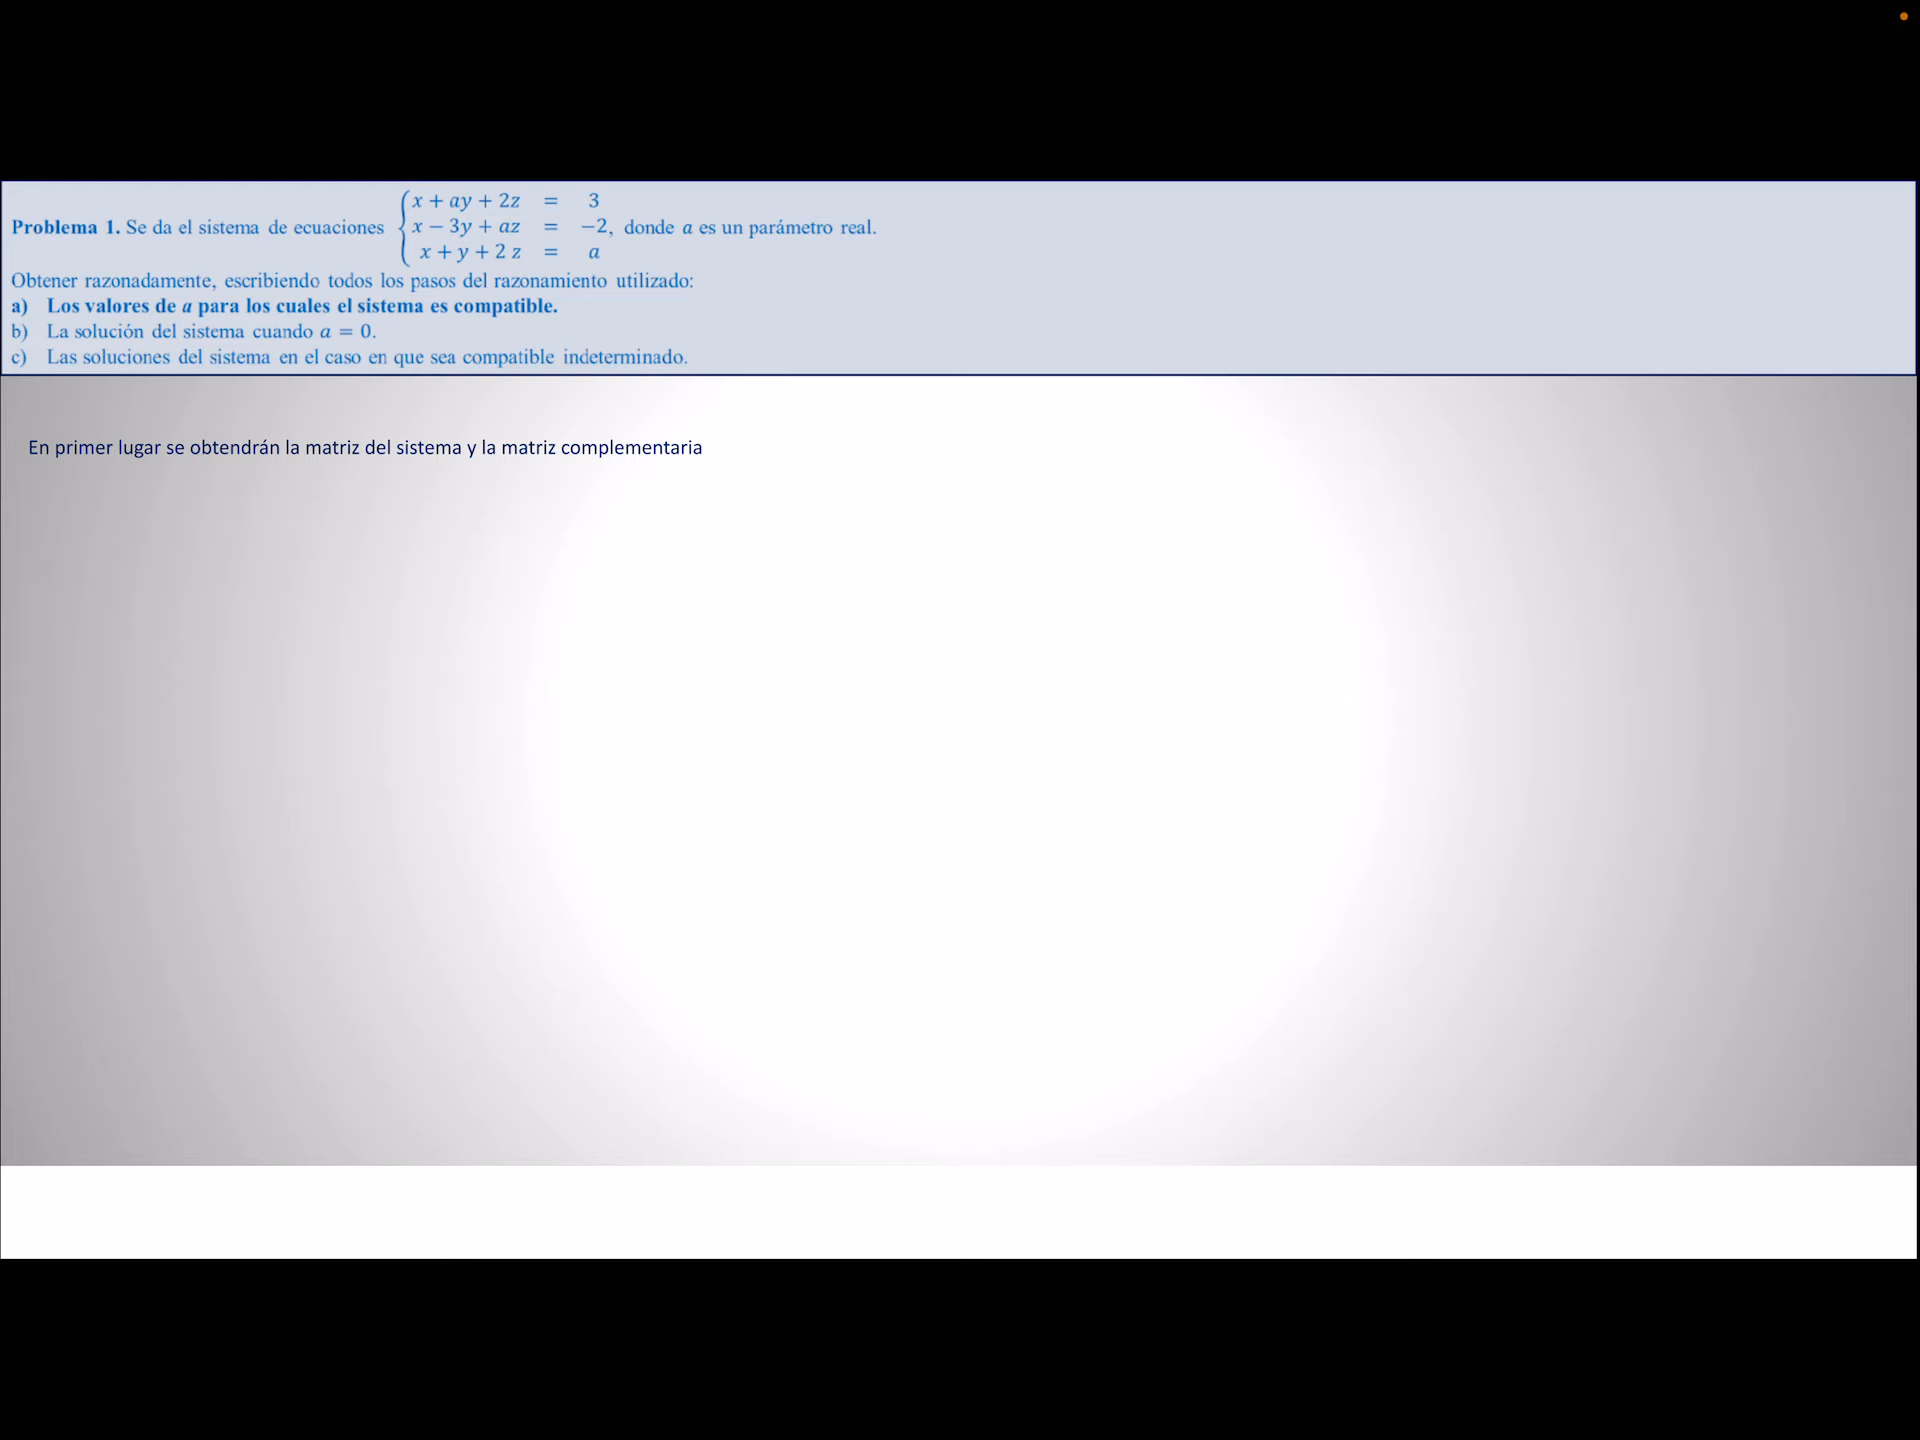 Problema 1. Se da el sistema de ecuaciones { x + ay + 2z = 3
x − 3y + az = −2, donde a es un parámetro real.
x + y + 2 z = a
Obtener razonadamente, escribiendo todos los pasos del razonamiento utilizado:
a) Los valores de a para los cuales el sistema es compatible.
b) La solución del sistema cuando a = 0.
c) Las soluciones del sistema en el caso en que sea compatible indeterminado.
En primer lugar se obtendrán la matriz del sistema y la matriz complementaria